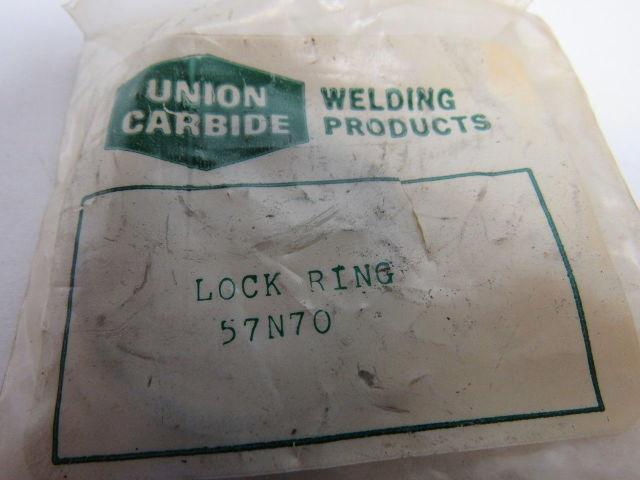 UNION
CARBIDE
WELDING
PRODUCTS
LOCK RING
57N70